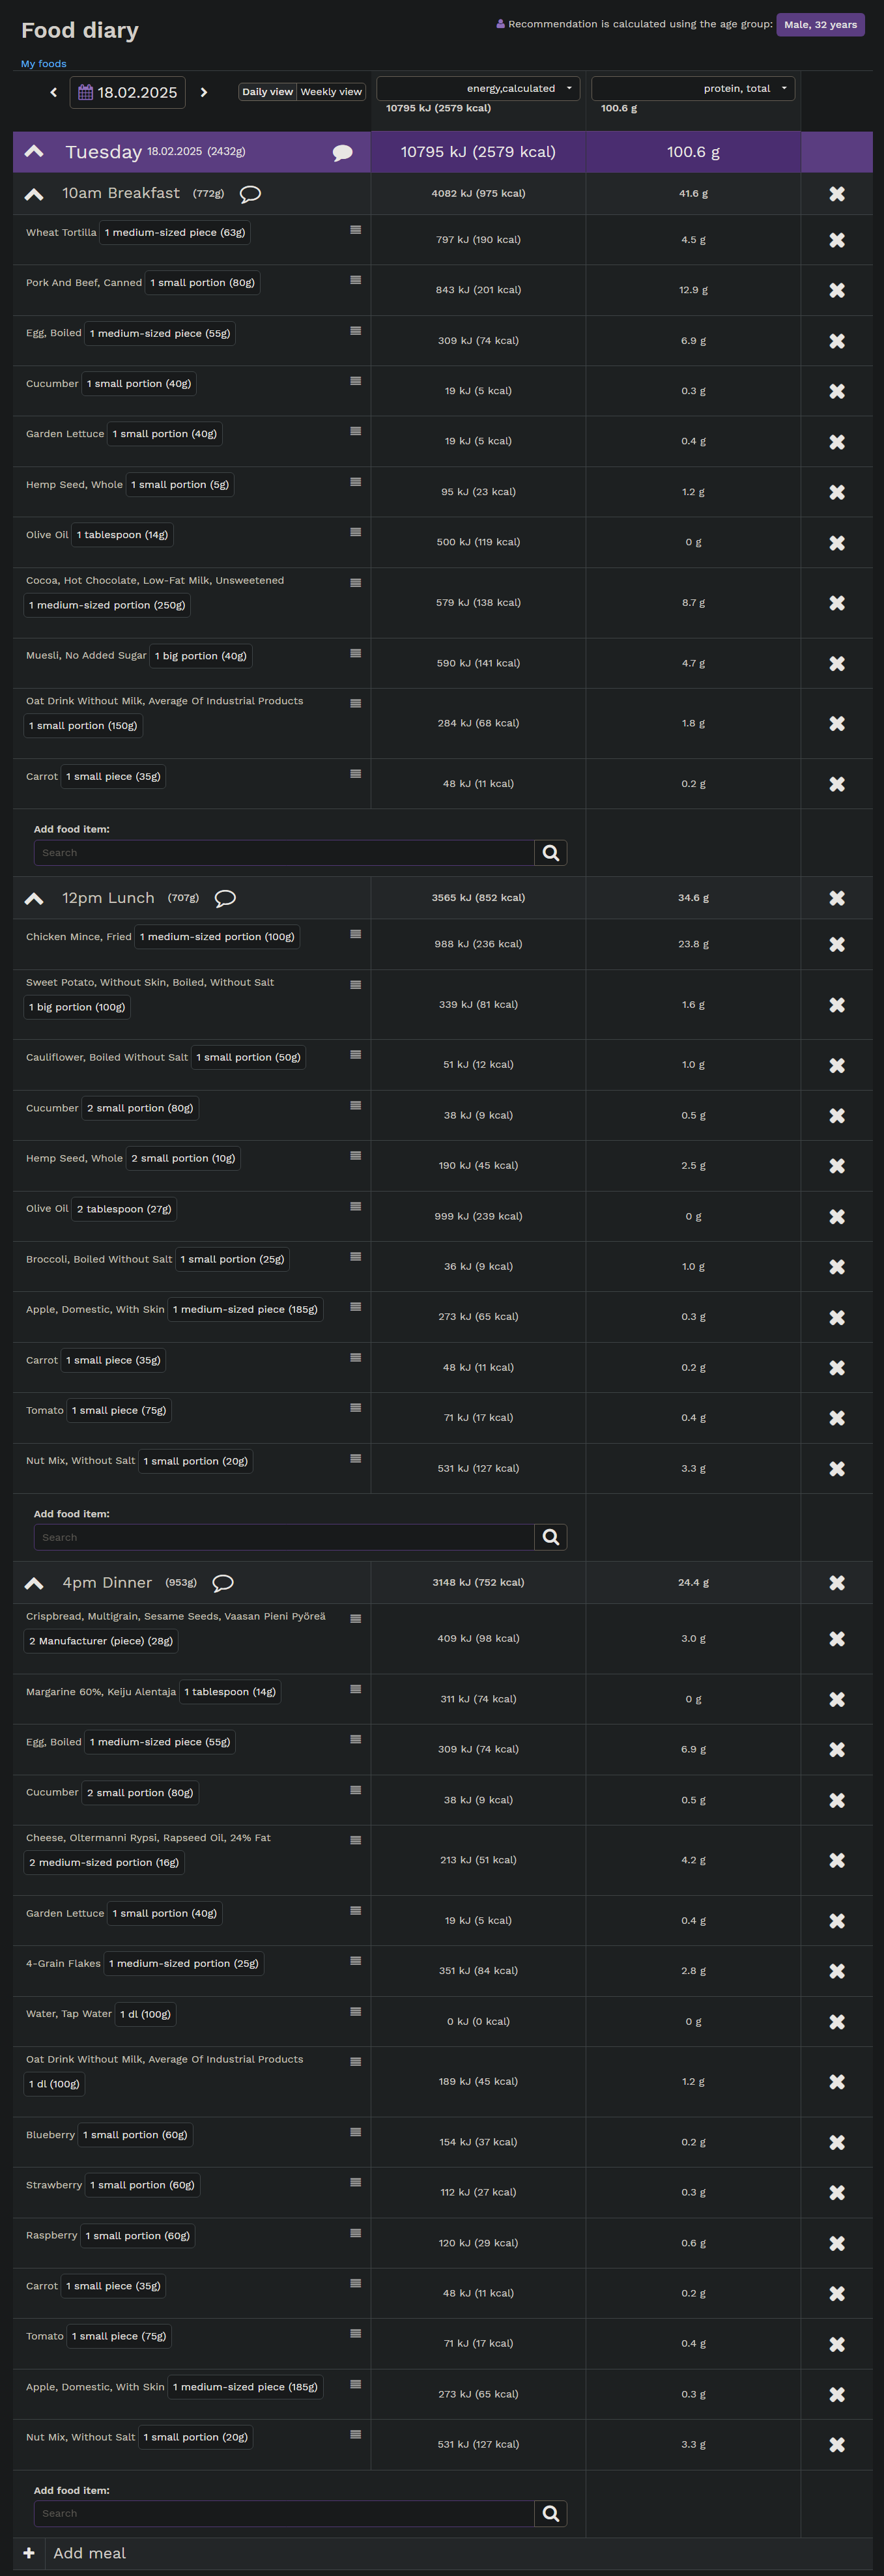 Food diary
Recommendation is calculated using the age group: Male, 32 years
My foods
18.02.2025 Daily view Weekly view energy,calculated protein, total
10795 kJ (2579 kcal) 100.6 g
Tuesday 18.02.2025 (2432g) 10795 kJ (2579 kcal) 100.6 g
10am Breakfast (772g) 4082 kJ (975 kcal) 41.6 g
Wheat Tortilla 1 medium-sized piece (63g) 797 kJ (190 kcal) 4.5 g
Pork And Beef, Canned 1 small portion (80g) 843 kJ (201 kcal) 12.9 g
Egg, Boiled 1 medium-sized piece (55g) 309 kJ (74 kcal) 6.9 g
Cucumber 1 small portion (40g) 19 kJ (5 kcal) 0.3 g
Garden Lettuce 1 small portion (40g) 19 kJ (5 kcal) 0.4 g
Hemp Seed, Whole 1 small portion (5g) 95 kJ (23 kcal) 1.2 g
Olive Oil 1 tablespoon (14g) 500 kJ (119 kcal) 0 g
Cocoa, Hot Chocolate, Low-Fat Milk, Unsweetened
1 medium-sized portion (250g) 579 kJ (138 kcal) 8.7 g
Muesli, No Added Sugar 1 big portion (40g) 590 kJ (141 kcal) 4.7 g
Oat Drink Without Milk, Average Of Industrial Products
1 small portion (150g) 284 kJ (68 kcal) 1.8 g
Carrot 1 small piece (35g) 48 kJ (11 kcal) 0.2 g
Add food item:
Search
12pm Lunch (707g) 3565 kJ (852 kcal) 34.6 g
Chicken Mince, Fried 1 medium-sized portion (100g) 988 kJ (236 kcal) 23.8 g
Sweet Potato, Without Skin, Boiled, Without Salt
1 big portion (100g) 339 kJ (81 kcal) 1.6 g
Cauliflower, Boiled Without Salt 1 small portion (50g) 51 kJ (12 kcal) 1.0 g
Cucumber 2 small portion (80g) 38 kJ (9 kcal) 0.5 g
Hemp Seed, Whole 2 small portion (10g) 190 kJ (45 kcal) 2.5 g
Olive Oil 2 tablespoon (27g) 999 kJ (239 kcal) 0 g
Broccoli, Boiled Without Salt 1 small portion (25g) 36 kJ (9 kcal) 1.0 g
Apple, Domestic, With Skin 1 medium-sized piece (185g) 273 kJ (65 kcal) 0.3 g
Carrot 1 small piece (35g) 48 kJ (11 kcal) 0.2 g
Tomato 1 small piece (75g) 71 kJ (17 kcal) 0.4 g
Nut Mix, Without Salt 1 small portion (20g) 531 kJ (127 kcal) 3.3 g
Add food item:
Search
4pm Dinner (953g) 3148 kJ (752 kcal) 24.4 g
Crispbread, Multigrain, Sesame Seeds, Vaasan Pieni Pyöreä
2 Manufacturer (piece) (28g) 409 kJ (98 kcal) 3.0 g
Margarine 60%, Keiju Alentaja 1 tablespoon (14g) 311 kJ (74 kcal) 0 g
Egg, Boiled 1 medium-sized piece (55g) 309 kJ (74 kcal) 6.9 g
Cucumber 2 small portion (80g) 38 kJ (9 kcal) 0.5 g
Cheese, Oltermanni Rypsi, Rapseed Oil, 24% Fat
2 medium-sized portion (16g) 213 kJ (51 kcal) 4.2 g
Garden Lettuce 1 small portion (40g) 19 kJ (5 kcal) 0.4 g
4-Grain Flakes 1 medium-sized portion (25g) 351 kJ (84 kcal) 2.8 g
Water, Tap Water 1 dl (100g) 0 kJ (0 kcal) 0 g
Oat Drink Without Milk, Average Of Industrial Products
1 dl (100g) 189 kJ (45 kcal) 1.2 g
Blueberry 1 small portion (60g) 154 kJ (37 kcal) 0.2 g
Strawberry 1 small portion (60g) 112 kJ (27 kcal) 0.3 g
Raspberry 1 small portion (60g) 120 kJ (29 kcal) 0.6 g
Carrot 1 small piece (35g) 48 kJ (11 kcal) 0.2 g
Tomato 1 small piece (75g) 71 kJ (17 kcal) 0.4 g
Apple, Domestic, With Skin 1 medium-sized piece (185g) 273 kJ (65 kcal) 0.3 g
Nut Mix, Without Salt 1 small portion (20g) 531 kJ (127 kcal) 3.3 g
Add food item:
Search
Add meal